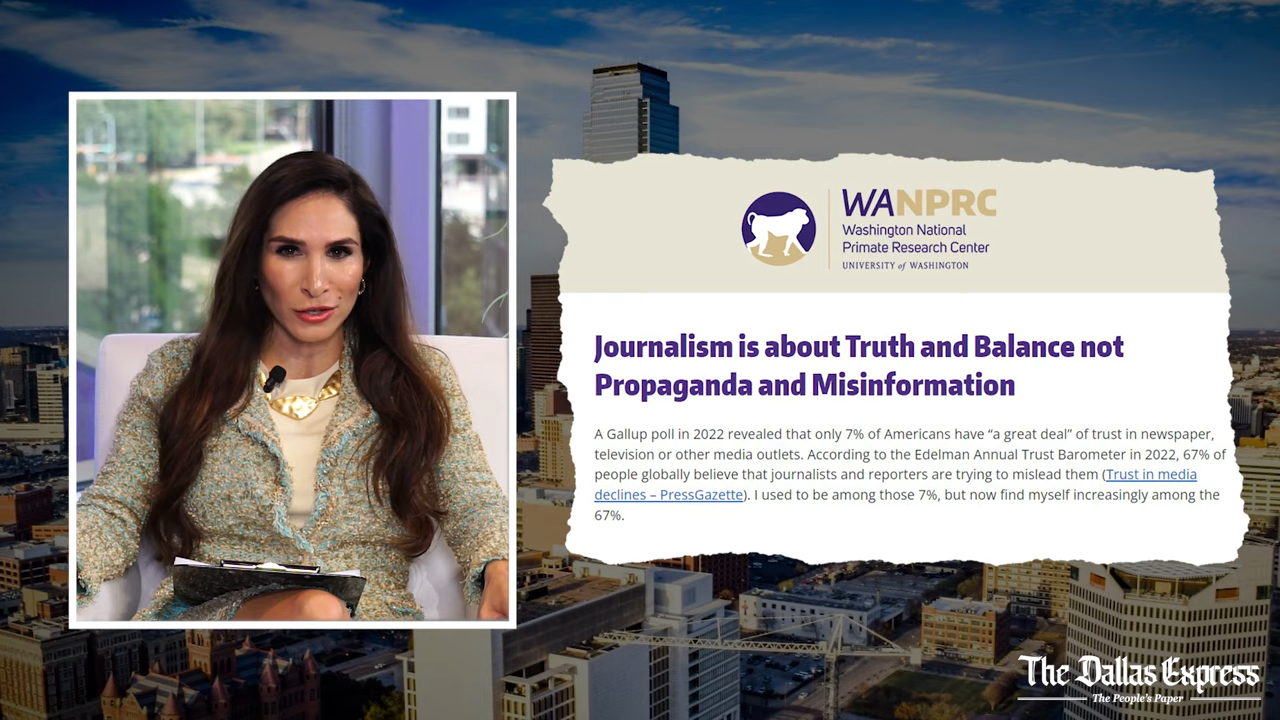 WANPRC
Washington National
Primate Research Center
UNIVERSITY of WASHINGTON
Journalism is about Truth and Balance not
Propaganda and Misinformation
A Gallup poll in 2022 revealed that only 7% of Americans have “a great deal” of trust in newspaper,
television or other media outlets. According to the Edelman Annual Trust Barometer in 2022, 67% of
people globally believe that journalists and reporters are trying to mislead them (Trust in media
declines – PressGazette). I used to be among those 7%, but now find myself increasingly among the
67%.
The Dallas Express
The People's Paper